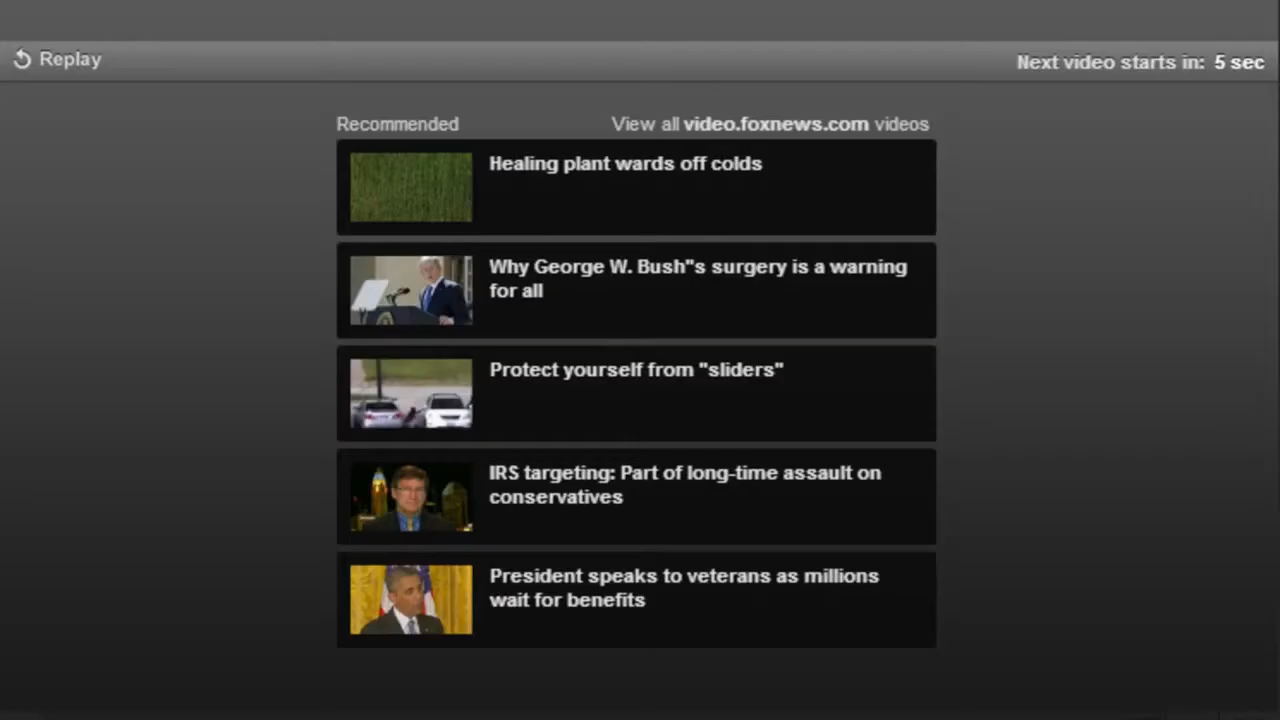 Replay
Next video starts in: 5 sec
Recommended
View all video.foxnews.com videos
Healing plant wards off colds
Why George W. Bush"s surgery is a warning
for all
Protect yourself from "sliders"
IRS targeting: Part of long-time assault on
conservatives
President speaks to veterans as millions
wait for benefits